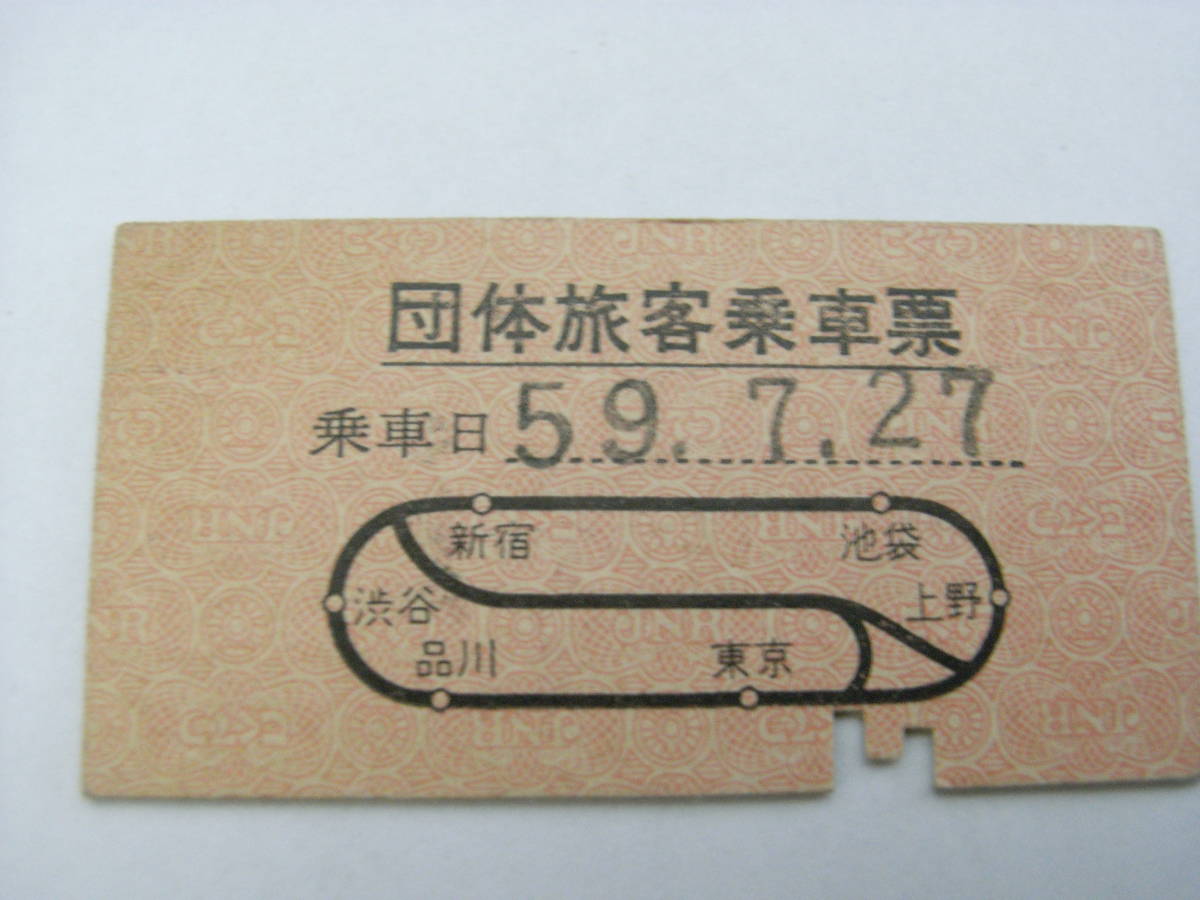 団体旅客乗車票
乗車日 59. 7. 27
新宿 池袋
渋谷 上野
品川 東京